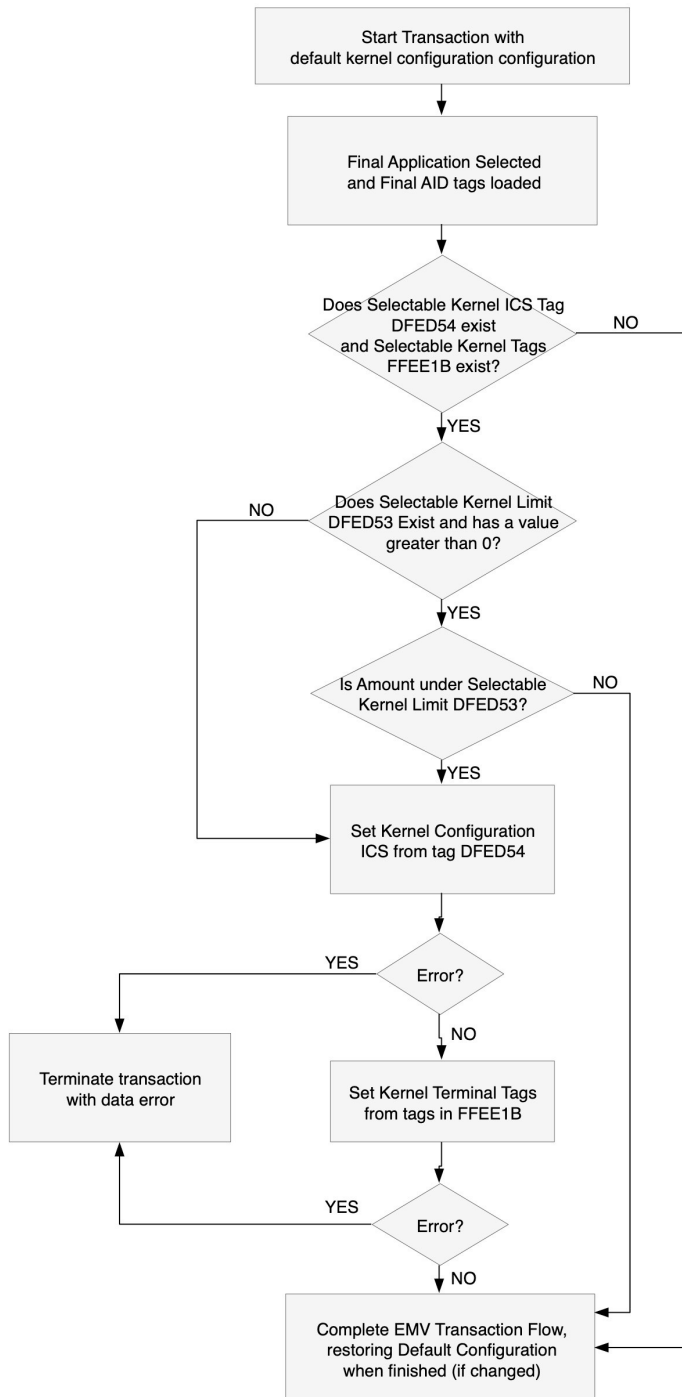 Start Transaction with
default kernel configuration configuration
Final Application Selected
and Final AID tags loaded
Does Selectable Kernel ICS Tag
DFED54 exist
and Selectable Kernel Tags
FFEE1B exist?
NO
YES
Does Selectable Kernel Limit
DFED53 Exist and has a value
greater than 0?
NO
YES
Is Amount under Selectable
Kernel Limit DFED53?
NO
YES
Set Kernel Configuration
ICS from tag DFED54
Error?
YES
NO
Terminate transaction
with data error
Set Kernel Terminal Tags
from tags in FFEE1B
Error?
YES
NO
Complete EMV Transaction Flow,
restoring Default Configuration
when finished (if changed)